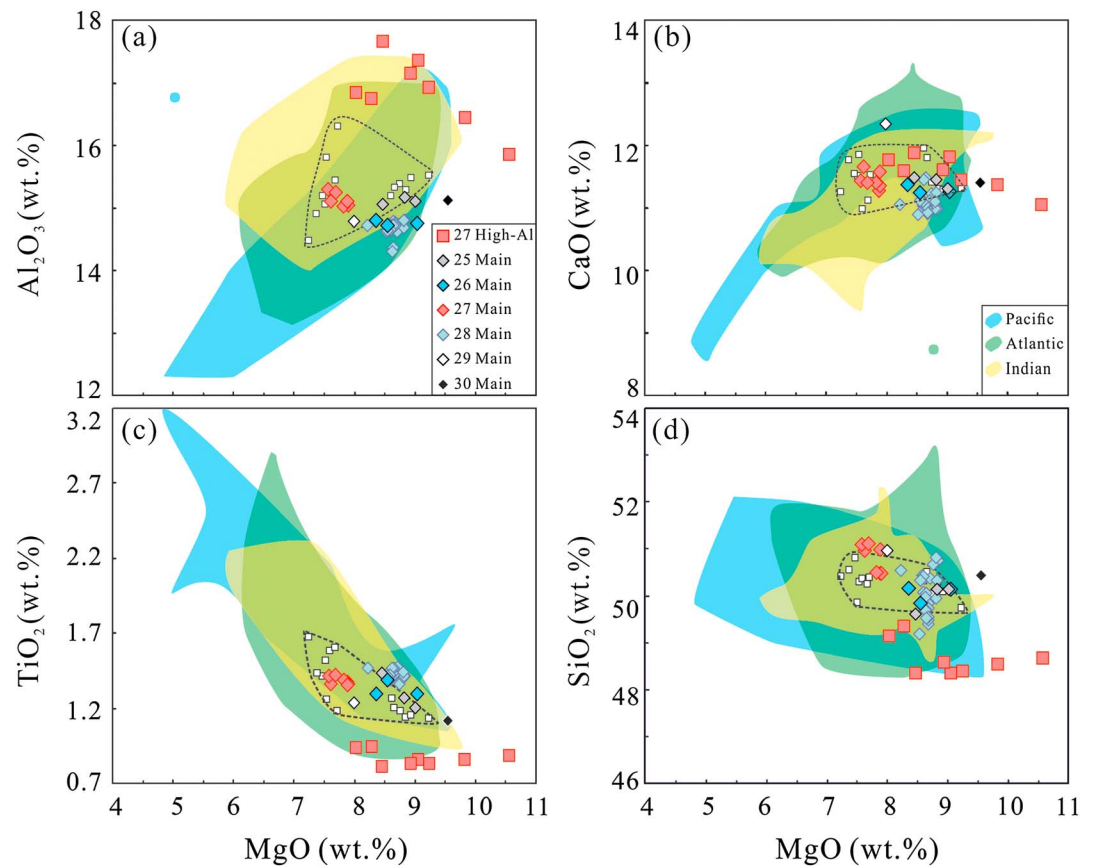 (a)
18
16
14
12
Al₂O₃ (wt.%)
27 High-Al
25 Main
26 Main
27 Main
28 Main
29 Main
30 Main
(b)
14
12
10
8
CaO (wt.%)
Pacific
Atlantic
Indian
(c)
3.2
2.7
2.2
1.7
1.2
0.7
TiO₂ (wt.%)
4 5 6 7 8 9 10 11
MgO (wt.%)
(d)
54
52
50
48
46
SiO₂ (wt.%)
4 5 6 7 8 9 10 11
MgO (wt.%)